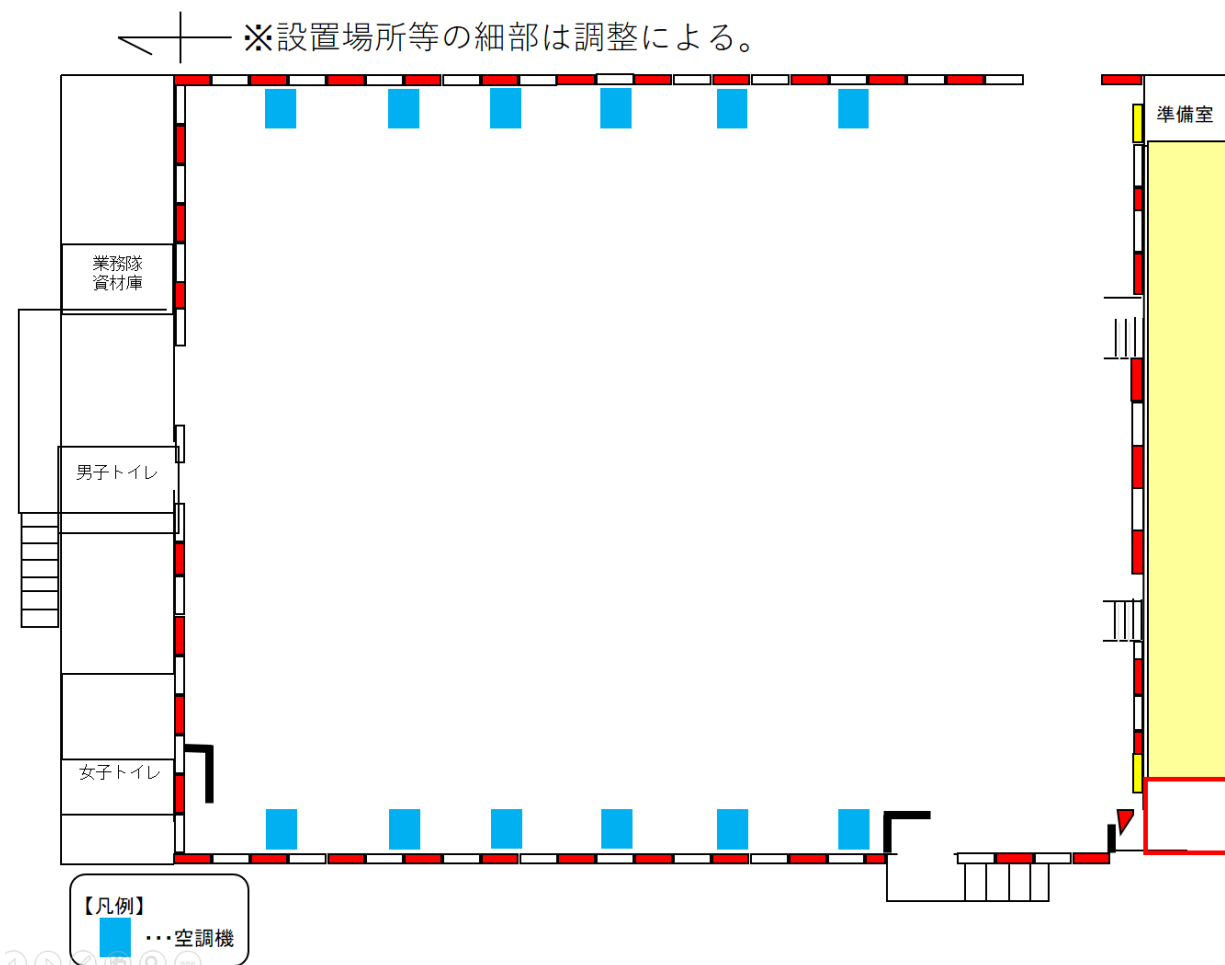 ※設置場所等の細部は調整による。
準備室
業務隊
資材庫
男子トイレ
女子トイレ
【凡例】
･･･空調機